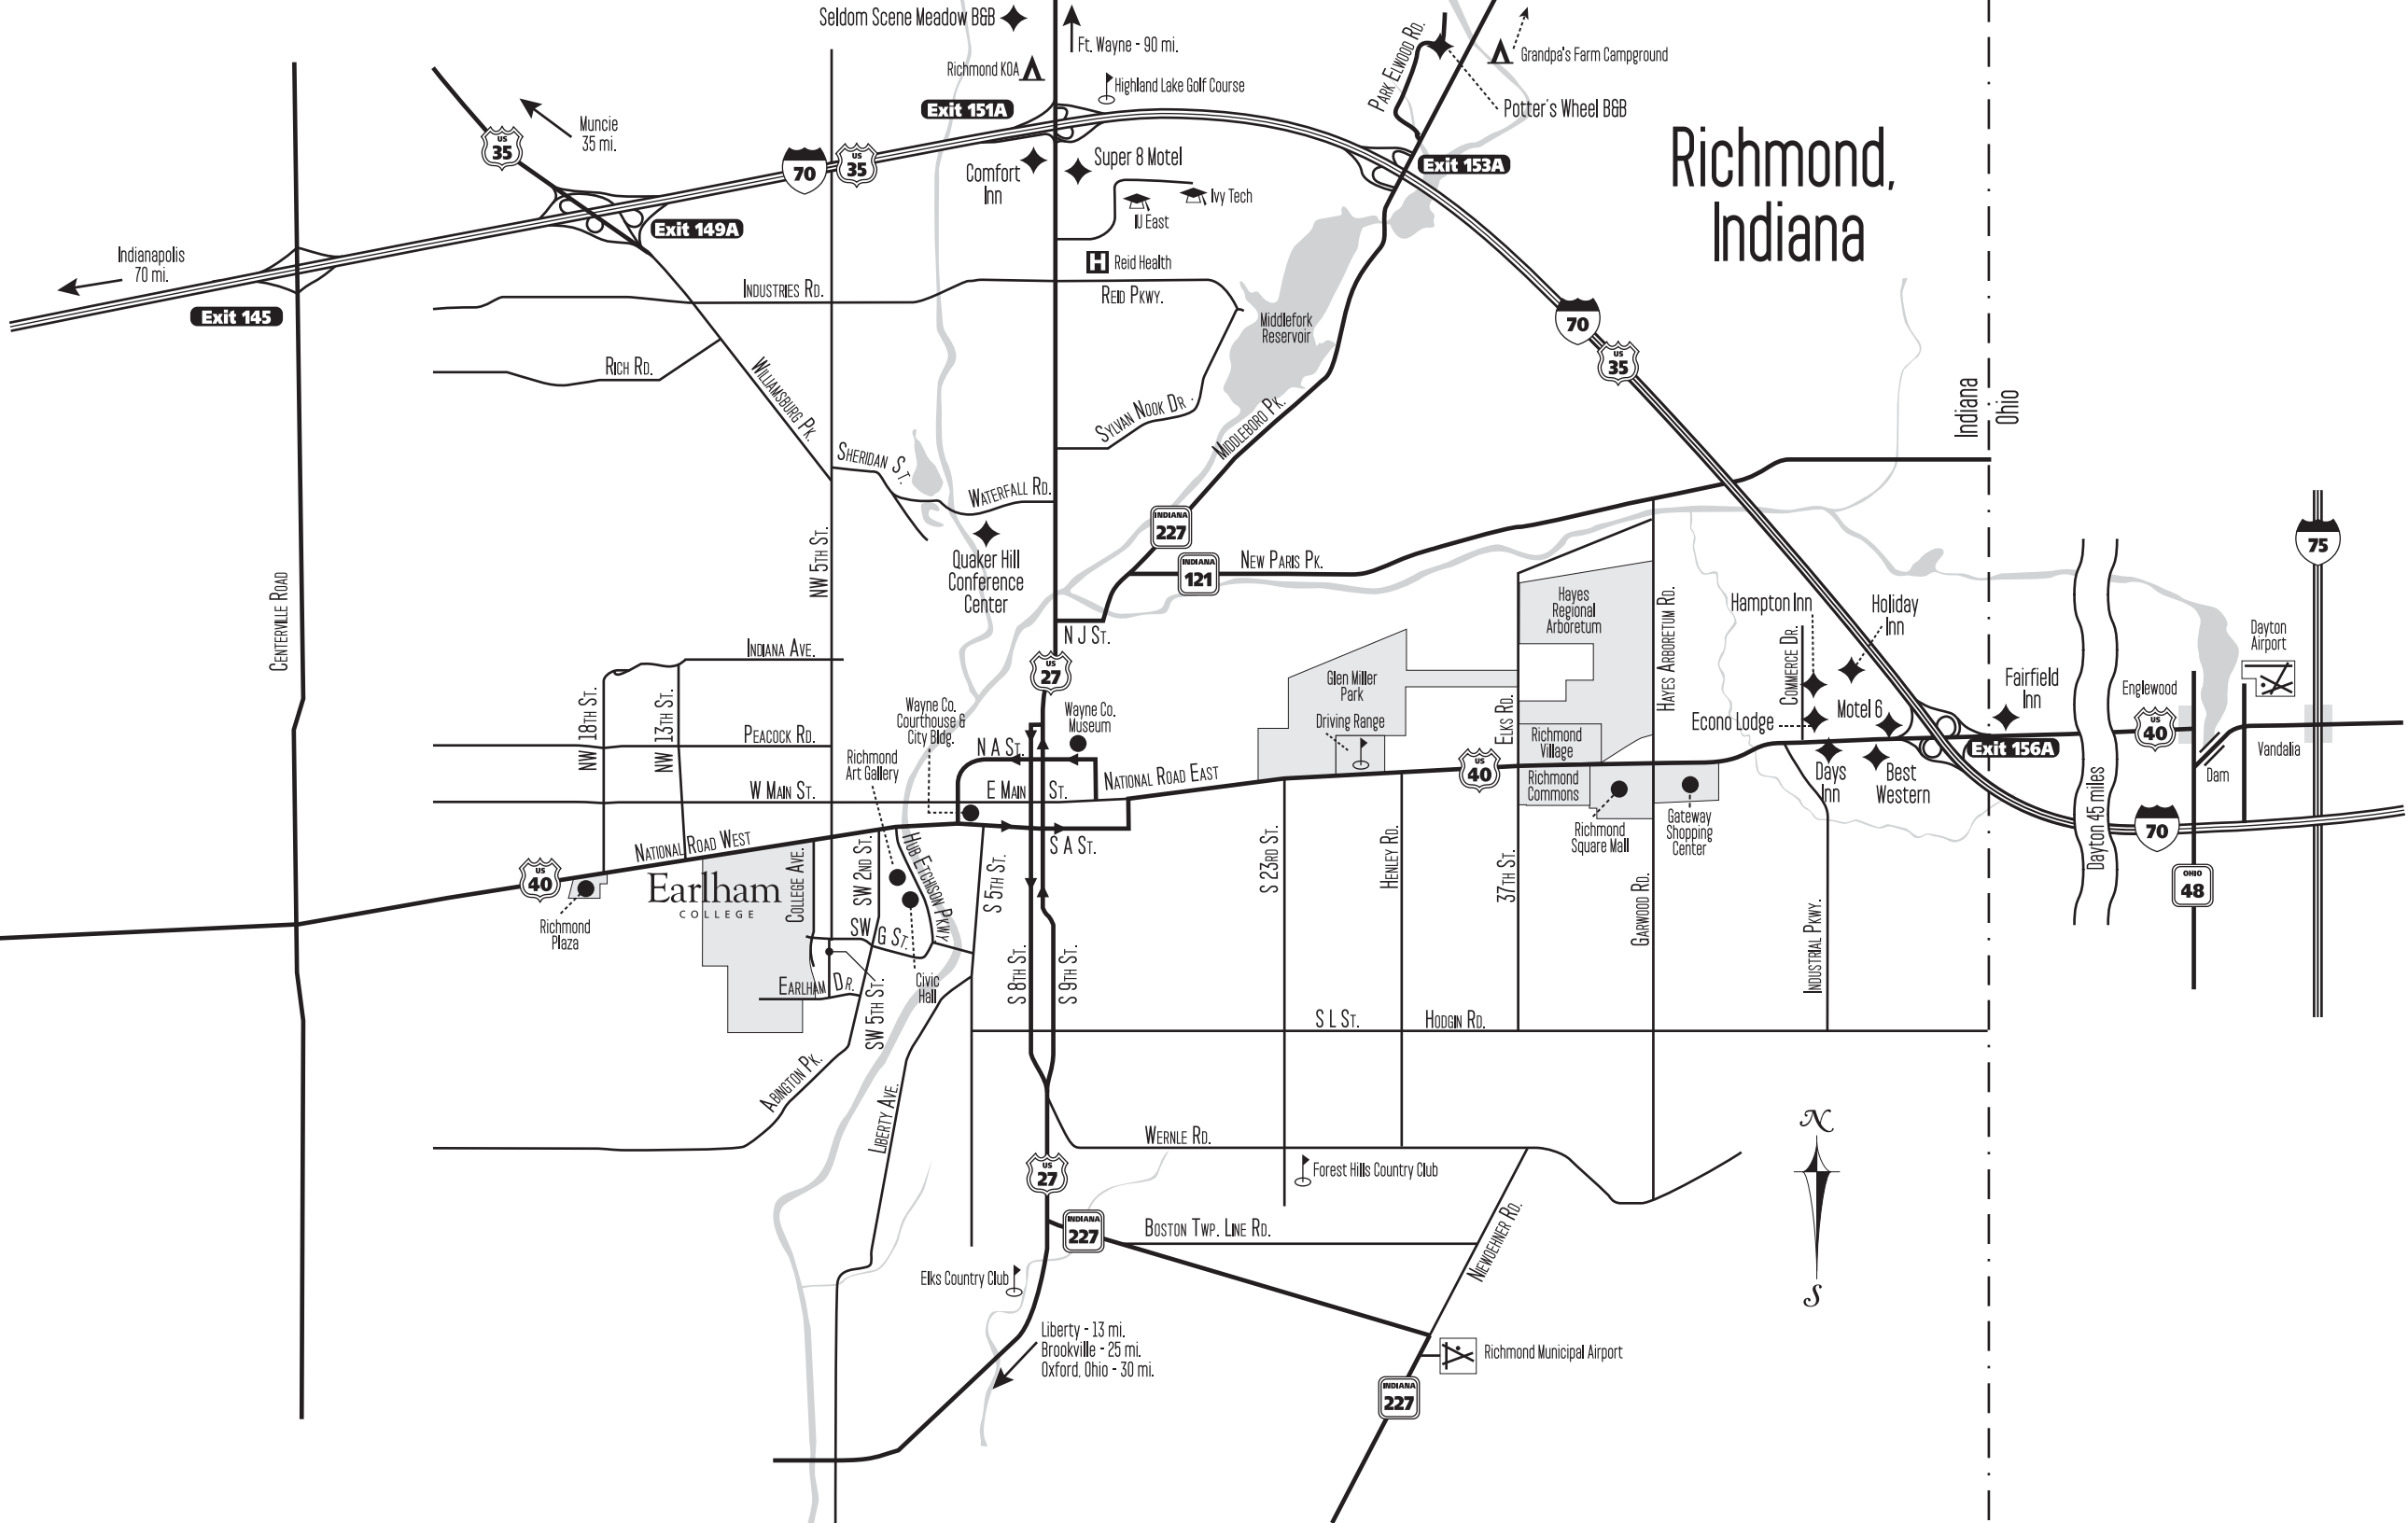 Seldom Scene Meadow B&B
Ft. Wayne - 90 mi.
Richmond KOA
Highland Lake Golf Course
Park Elwood Rd.
Grandpa's Farm Campground
Potter's Wheel B&B
Exit 151A
Muncie
35 mi.
US
35
70
US
35
Comfort
Inn
Super 8 Motel
IU East
Ivy Tech
Exit 153A
Richmond,
Indiana
Exit 149A
Indianapolis
70 mi.
Exit 145
Reid Health
H
Industries Rd.
Reid Pkwy.
Middlefork
Reservoir
70
US
35
Rich Rd.
Williamsburg Pk.
Sylvan Nook Dr.
Middleboro Pk.
Indiana
Ohio
Sheridan St.
Waterfall Rd.
INDIANA
227
NW 5th St.
Quaker Hill
Conference
Center
INDIANA
121
New Paris Pk.
75
Centerville Road
Hayes
Regional
Arboretum
Hayes Arboretum Rd.
Hampton Inn
Holiday
Inn
Commerce Dr.
N J St.
Indiana Ave.
US
27
Dayton
Airport
NW 18th St.
NW 13th St.
Wayne Co.
Courthouse &
City Bldg.
Wayne Co.
Museum
Glen Miller
Park
Driving Range
Elks Rd.
Richmond
Village
Econo Lodge
Motel 6
Fairfield
Inn
Englewood
US
40
Vandalia
Peacock Rd.
Richmond
Art Gallery
N A St.
National Road East
US
40
Richmond
Commons
Days
Inn
Best
Western
Exit 156A
Dam
W Main St.
E Main St.
Richmond
Square Mall
Gateway
Shopping
Center
Dayton 45 miles
70
National Road West
S A St.
US
40
Earlham
COLLEGE
College Ave.
SW 2nd St.
Hub Etchison Pkwy
S 5th St.
S 23rd St.
Henley Rd.
37th St.
Garwood Rd.
Industrial Pkwy.
OHIO
48
Richmond
Plaza
SW G St.
Civic
Hall
Earlham Dr.
SW 5th St.
S 8th St.
S 9th St.
S L St.
Hodgin Rd.
Abington Pk.
Liberty Ave.
Wernle Rd.
N
S
US
27
Forest Hills Country Club
INDIANA
227
Boston Twp. Line Rd.
Niewoehner Rd.
Elks Country Club
Liberty - 13 mi.
Brookville - 25 mi.
Oxford, Ohio - 30 mi.
Richmond Municipal Airport
INDIANA
227